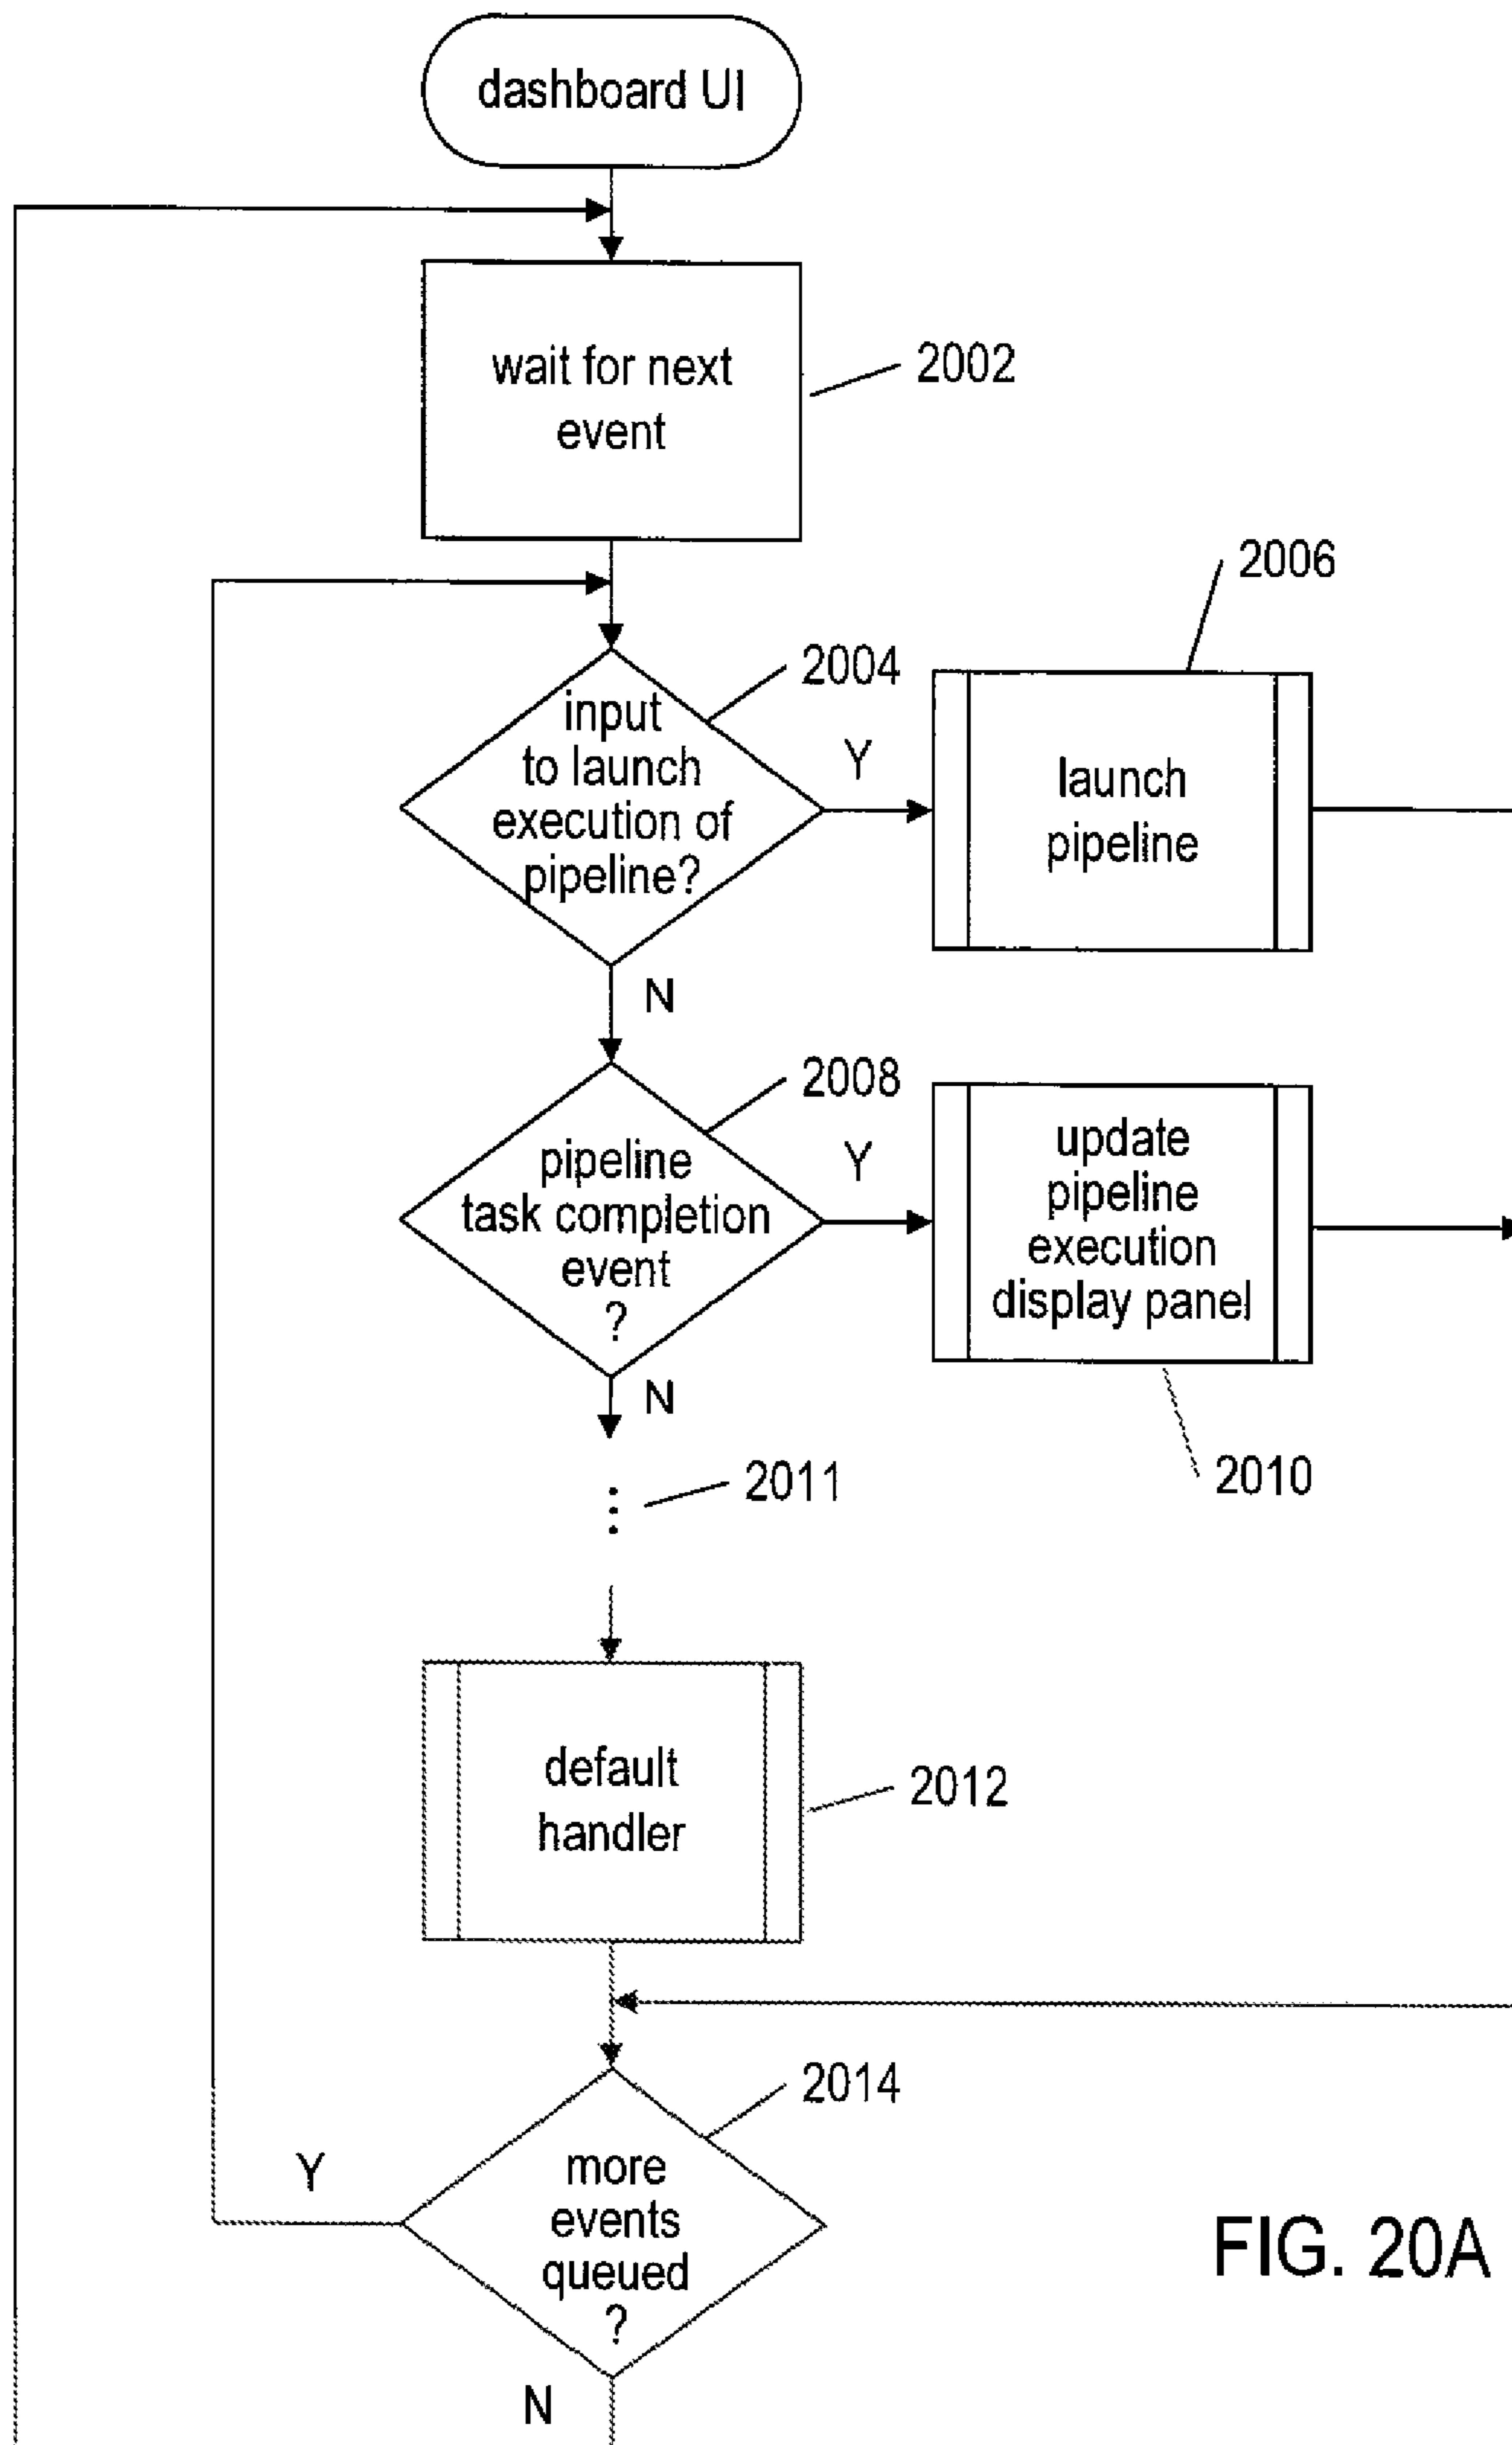 dashboard UI
wait for next
event
2002
2006
2004
input
to launch
execution of
pipeline?
Y
launch
pipeline
N
2008
pipeline
task completion
event
?
Y
update
pipeline
execution
display panel
N
2011
2010
default
handler
2012
2014
Y
more
events
queued
?
N
FIG. 20A